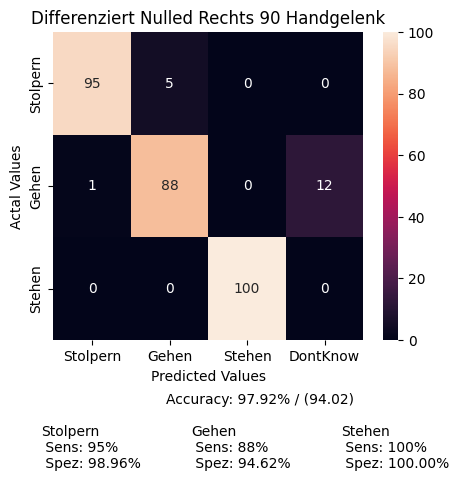 Differenziert Nulled Rechts 90 Handgelenk
Actal Values
Stolpern 95 5 0 0
Gehen 1 88 0 12
Stehen 0 0 100 0
Stolpern Gehen Stehen DontKnow
Predicted Values
100
80
60
40
20
0
Accuracy: 97.92% / (94.02)
Stolpern Gehen Stehen
Sens: 95% Sens: 88% Sens: 100%
Spez: 98.96% Spez: 94.62% Spez: 100.00%